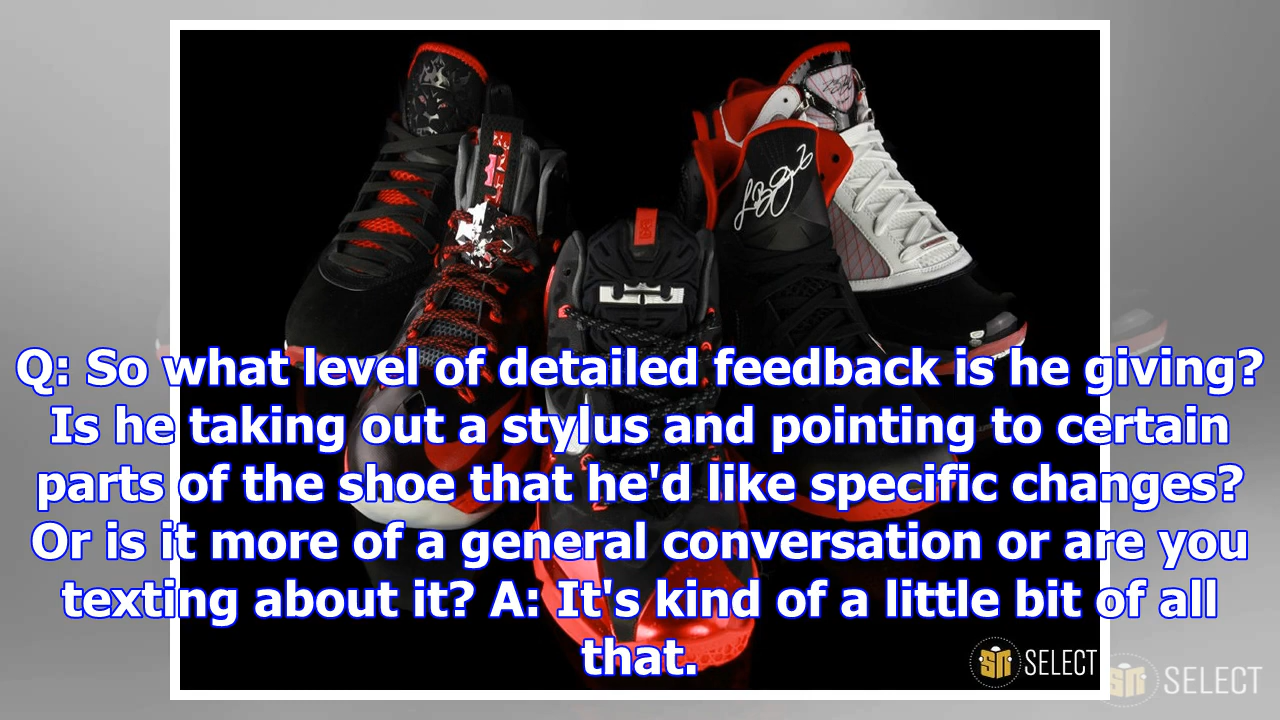 Q: So what level of detailed feedback is he giving?
Is he taking out a stylus and pointing to certain
parts of the shoe that he'd like specific changes?
Or is it more of a general conversation or are you
texting about it? A: It's kind of a little bit of all
that.
SN SELECT
SN SELECT